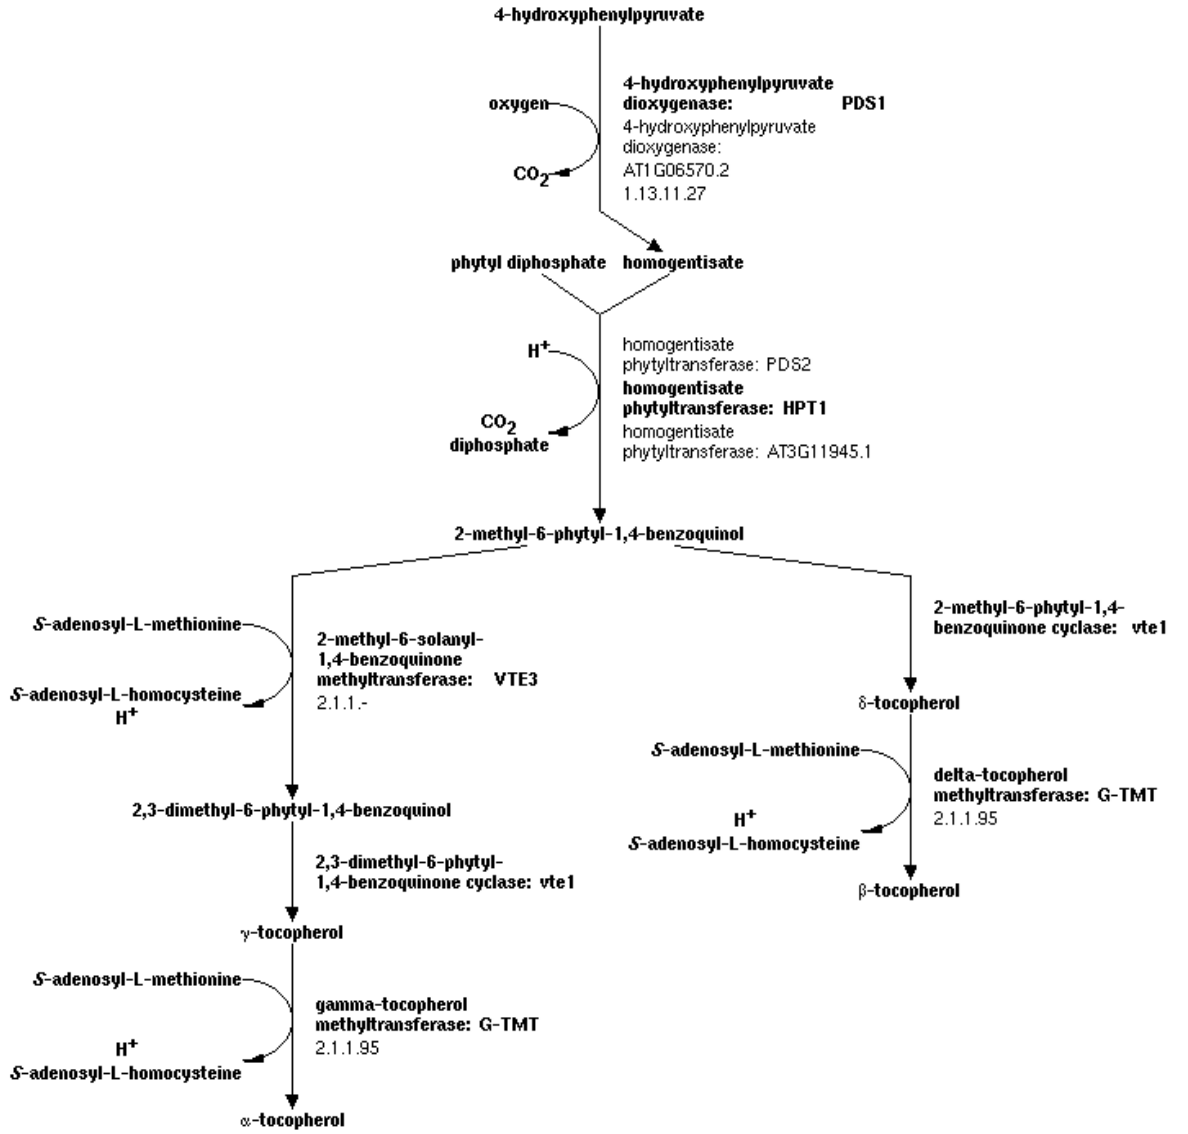 4-hydroxyphenylpyruvate
4-hydroxyphenylpyruvate
oxygen
dioxygenase: PDS1
4-hydroxyphenylpyruvate
dioxygenase:
CO2
AT1G06570.2
1.13.11.27
phytyl diphosphate homogentisate
H+
homogentisate
phytyltransferase: PDS2
homogentisate
phytyltransferase: HPT1
CO2
diphosphate
homogentisate
phytyltransferase: AT3G11945.1
2-methyl-6-phytyl-1,4-benzoquinol
S-adenosyl-L-methionine
2-methyl-6-solanyl-
1,4-benzoquinone
methyltransferase: VTE3
2.1.1.-
S-adenosyl-L-homocysteine
H+
2-methyl-6-phytyl-1,4-
benzoquinone cyclase: vte1
δ-tocopherol
S-adenosyl-L-methionine
delta-tocopherol
methyltransferase: G-TMT
2.1.1.95
H+
S-adenosyl-L-homocysteine
β-tocopherol
2,3-dimethyl-6-phytyl-1,4-benzoquinol
2,3-dimethyl-6-phytyl-
1,4-benzoquinone cyclase: vte1
γ-tocopherol
S-adenosyl-L-methionine
gamma-tocopherol
methyltransferase: G-TMT
2.1.1.95
H+
S-adenosyl-L-homocysteine
α-tocopherol